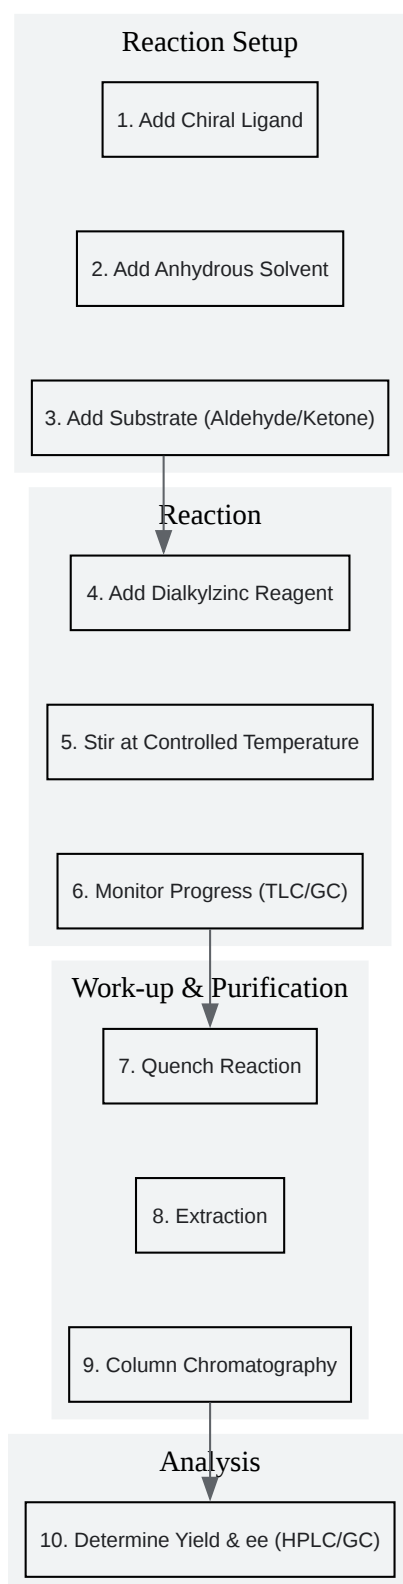 Reaction Setup
1. Add Chiral Ligand
2. Add Anhydrous Solvent
3. Add Substrate (Aldehyde/Ketone)
Reaction
4. Add Dialkylzinc Reagent
5. Stir at Controlled Temperature
6. Monitor Progress (TLC/GC)
Work-up & Purification
7. Quench Reaction
8. Extraction
9. Column Chromatography
Analysis
10. Determine Yield & ee (HPLC/GC)